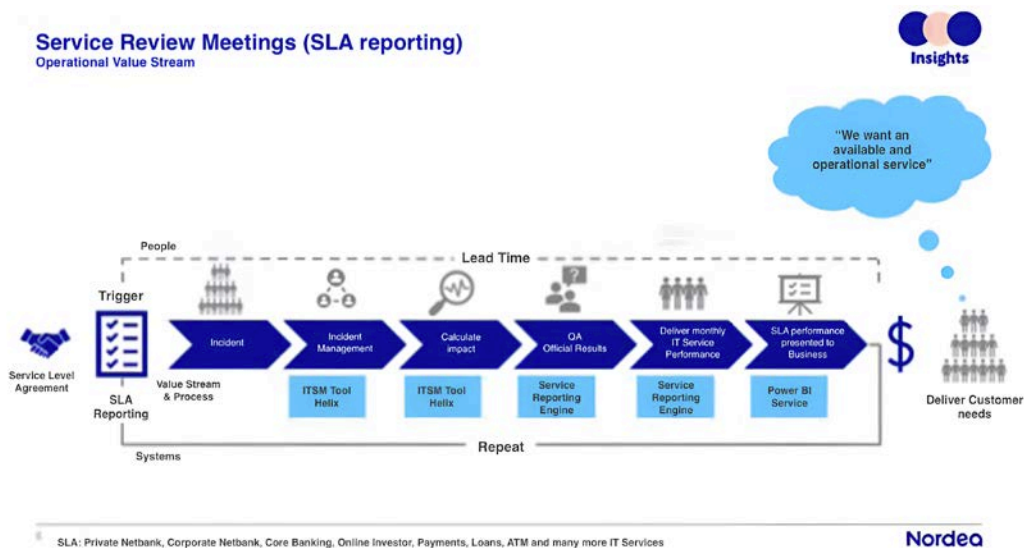 Service Review Meetings (SLA reporting)
Operational Value Stream
Insights
"We want an
available and
operational service"
People
Lead Time
Trigger
Incident
Incident
Management
Calculate
impact
QA
Official Results
Deliver monthly
IT Service
Performance
SLA performance
presented to
Business
$
Service Level
Agreement
SLA
Reporting
Value Stream
& Process
ITSM Tool
Helix
ITSM Tool
Helix
Service
Reporting
Engine
Service
Reporting
Engine
Power BI
Service
Deliver Customer
needs
Systems
Repeat
SLA: Private Netbank, Corporate Netbank, Core Banking, Online Investor, Payments, Loans, ATM and many more IT Services
Nordea